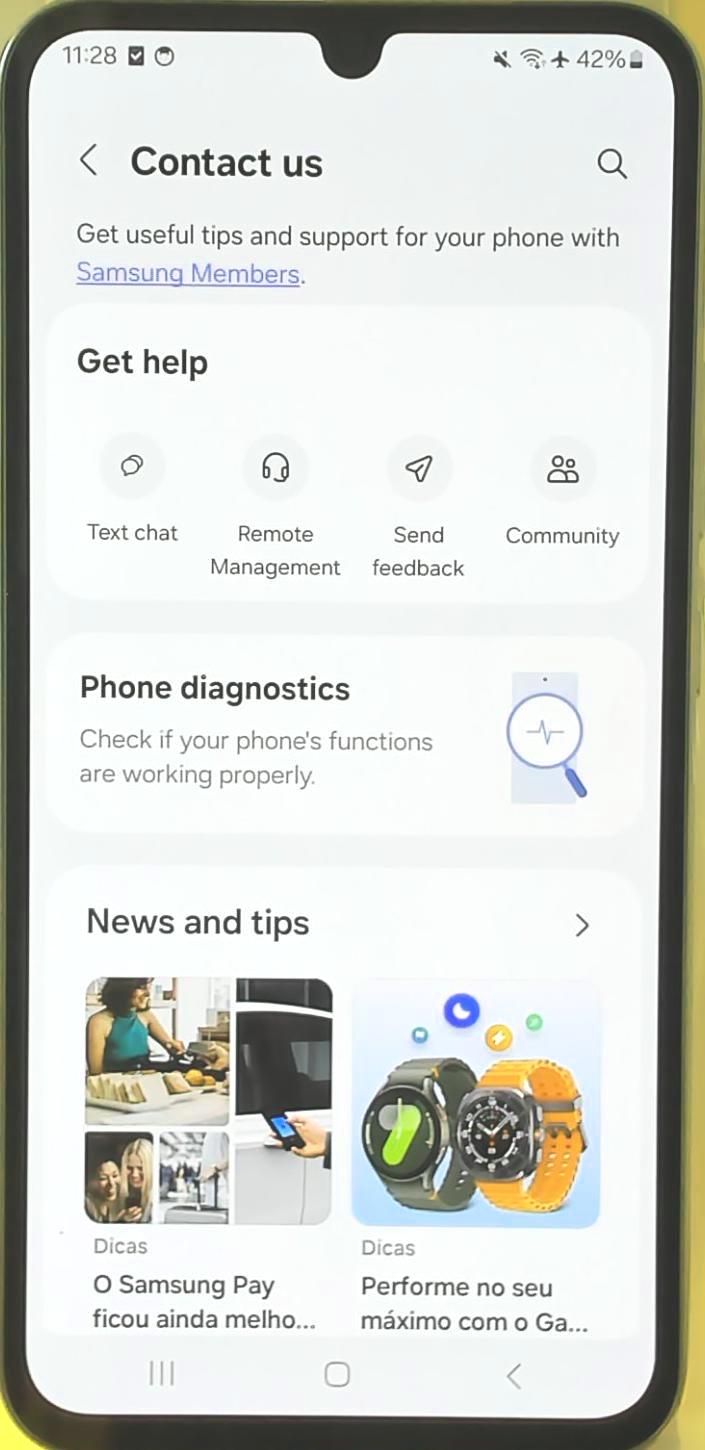 11:28
42%
Contact us
Get useful tips and support for your phone with
Samsung Members.
Get help
Text chat
Remote
Management
Send
feedback
Community
Phone diagnostics
Check if your phone's functions
are working properly.
News and tips
Dicas
O Samsung Pay
ficou ainda melho...
Dicas
Performe no seu
máximo com o Ga...